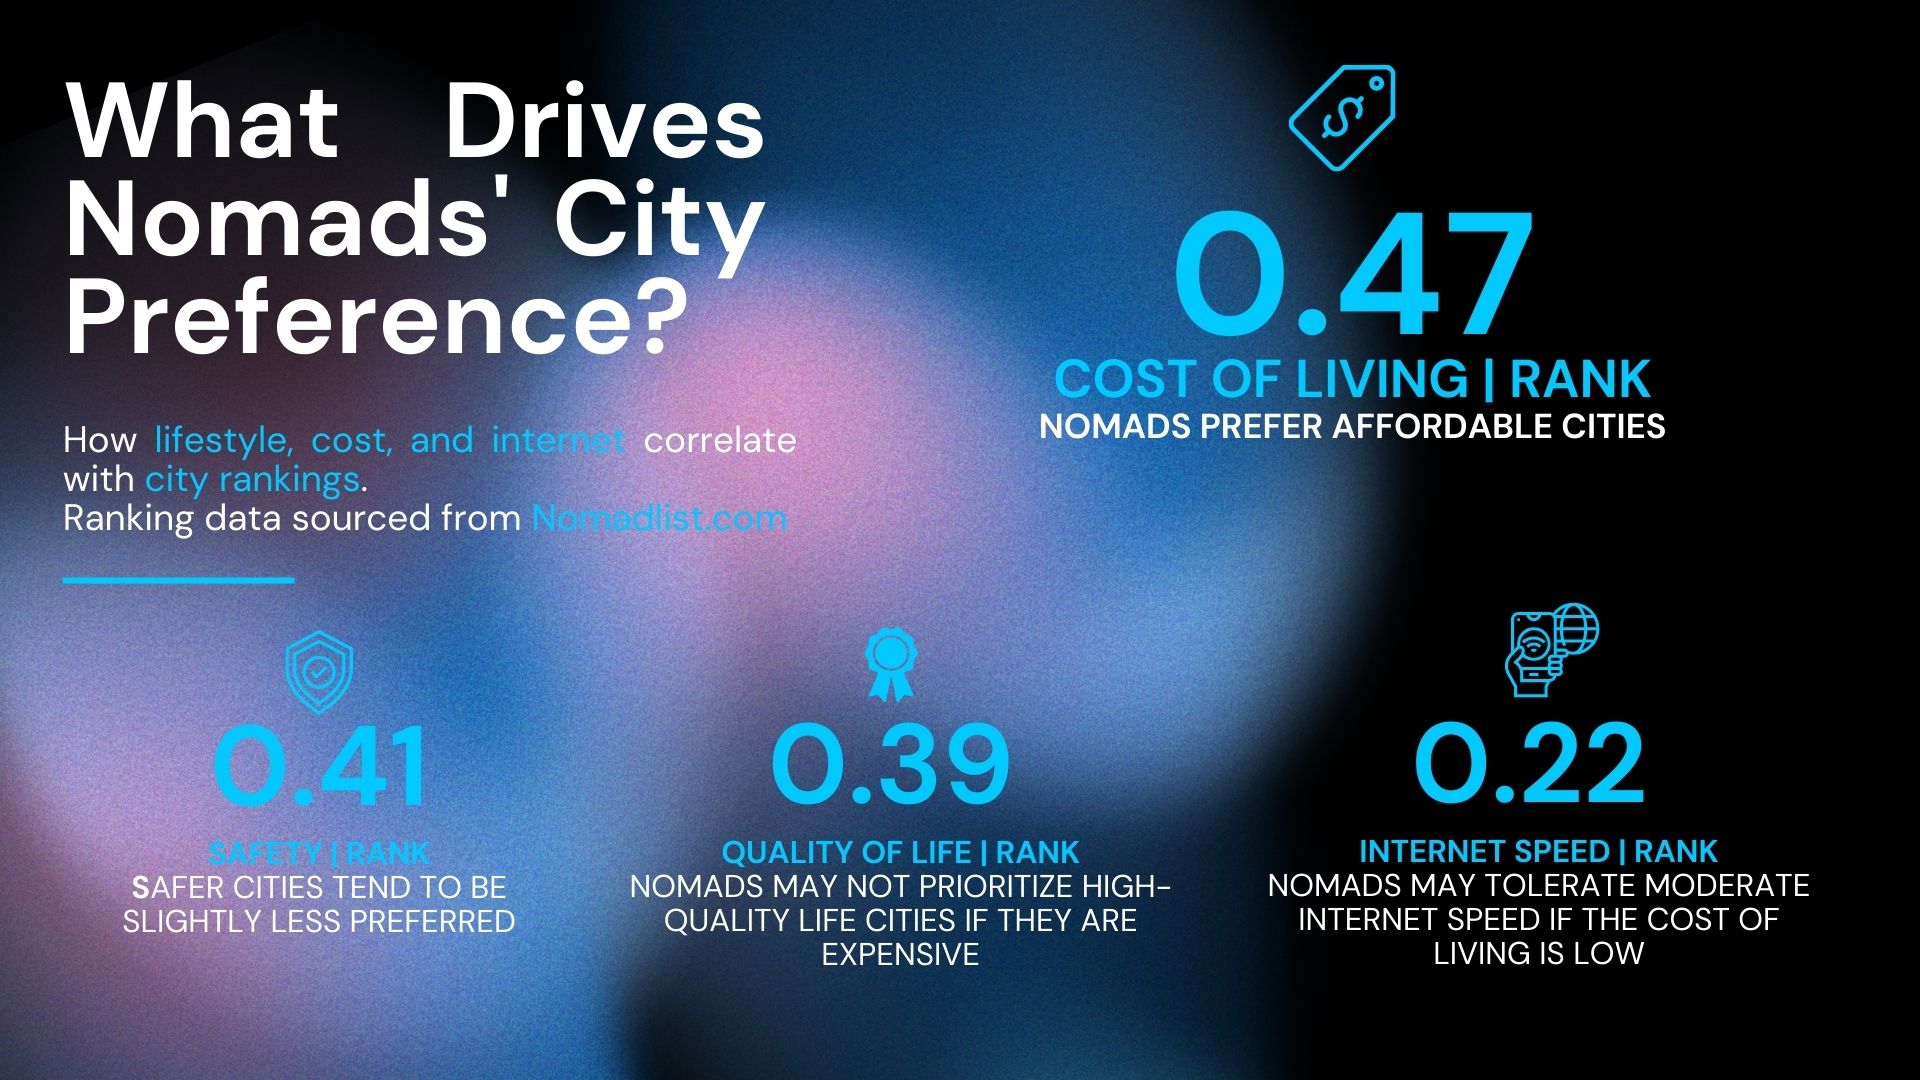 What Drives
Nomads' City
Preference?
How lifestyle, cost, and internet correlate
with city rankings.
Ranking data sourced from Nomadlist.com
$
0.47
COST OF LIVING | RANK
NOMADS PREFER AFFORDABLE CITIES
0.41
SAFETY | RANK
SAFER CITIES TEND TO BE
SLIGHTLY LESS PREFERRED
0.39
QUALITY OF LIFE | RANK
NOMADS MAY NOT PRIORITIZE HIGH-
QUALITY LIFE CITIES IF THEY ARE
EXPENSIVE
0.22
INTERNET SPEED | RANK
NOMADS MAY TOLERATE MODERATE
INTERNET SPEED IF THE COST OF
LIVING IS LOW